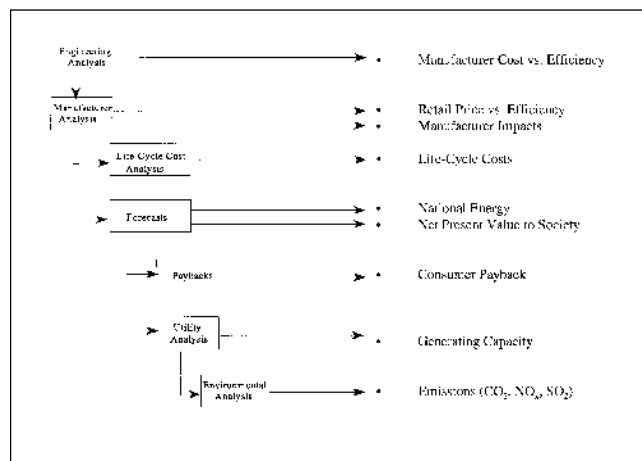 Engineering
Analysis
• Manufacturer Cost vs. Efficiency
Manufacturer
Analysis
• Retail Price vs. Efficiency
• Manufacturer Impacts
Life-Cycle Cost
Analysis
• Life-Cycle Costs
Forecasts
• National Energy
• Net Present Value to Society
Paybacks
• Consumer Payback
Utility
Analysis
• Generating Capacity
Environmental
Analysis
• Emissions (CO₂, NOₓ, SO₂)